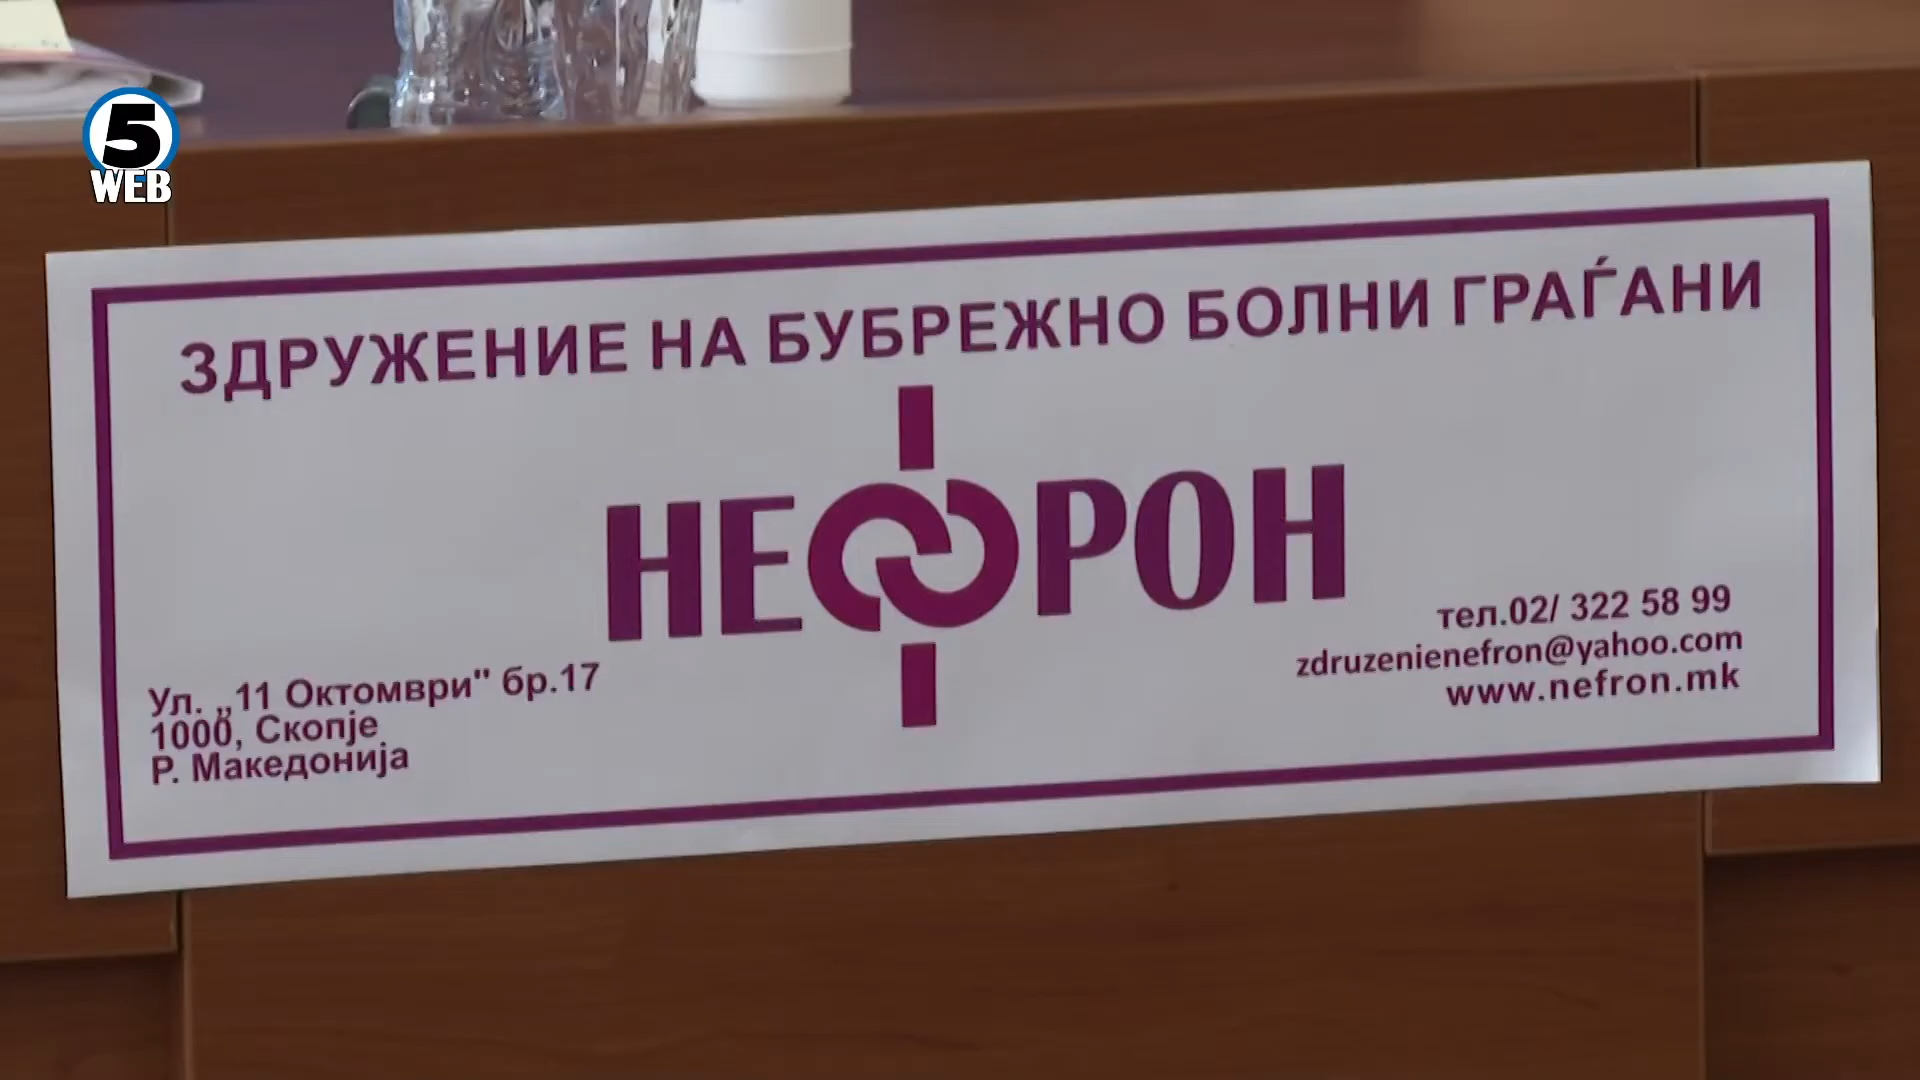 5
WEB
ЗДРУЖЕНИЕ НА БУБРЕЖНО БОЛНИ ГРАЃАНИ
НЕФРОН
Ул. „11 Октомври" бр.17
1000, Скопје
Р. Македонија
тел.02/ 322 58 99
zdruzenienefron@yahoo.com
www.nefron.mk